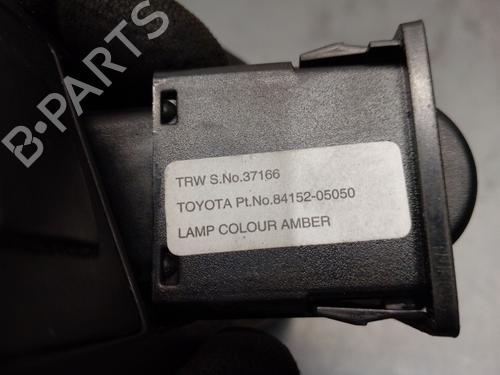 B-PARTS
TRW S.No.37166
TOYOTA Pt.No.84152-05050
LAMP COLOUR AMBER